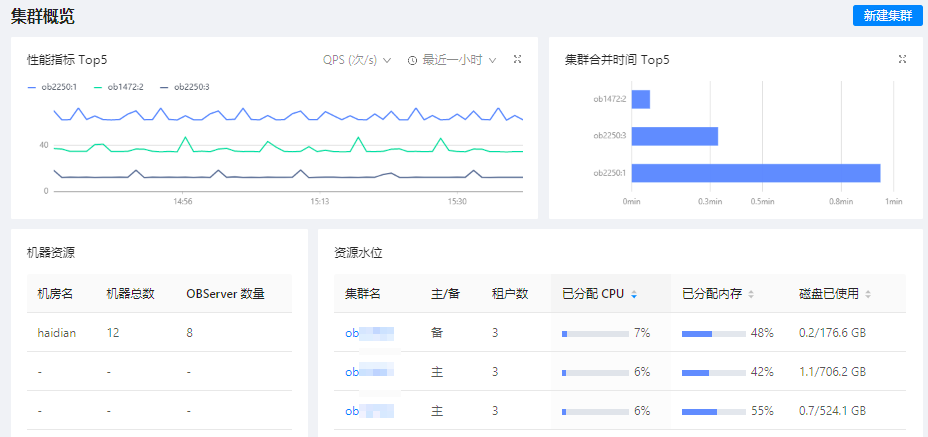 集群概览 新建集群
性能指标 Top5 QPS (次/s) 最近一小时
ob2250:1 ob1472:2 ob2250:3
40
0
14:56 15:13 15:30
集群合并时间 Top5
ob1472:2
ob2250:3
ob2250:1
0min 0.3min 0.5min 0.8min 1min
机器资源
机房名 机器总数 OBServer 数量
haidian 12 8
- - -
- - -
资源水位
集群名 主/备 租户数 已分配 CPU 已分配内存 磁盘已使用
ob 备 3 7% 48% 0.2/176.6 GB
ob 主 3 6% 42% 1.1/706.2 GB
ob 主 3 6% 55% 0.7/524.1 GB